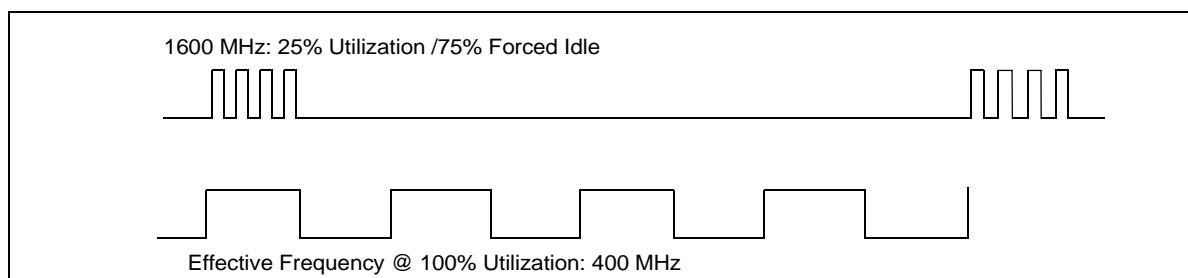 1600 MHz: 25% Utilization /75% Forced Idle
Effective Frequency @ 100% Utilization: 400 MHz